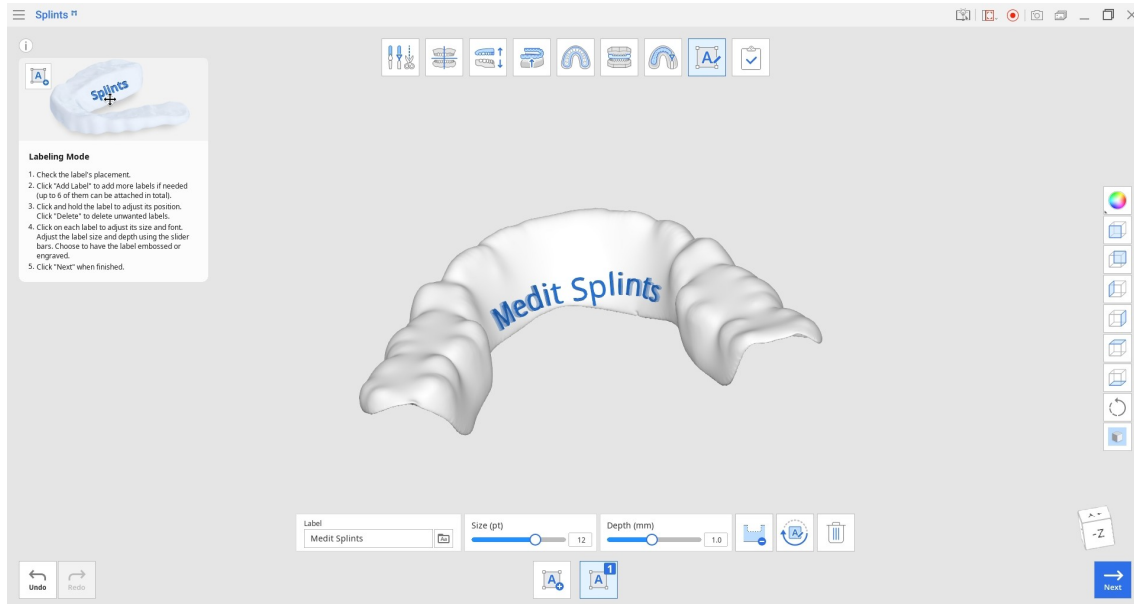 Splints
Splints
Labeling Mode
1. Check the label's placement.
2. Click "Add Label" to add more labels if needed
(up to 6 of them can be attached in total).
3. Click and hold the label to adjust its position.
Click "Delete" to delete unwanted labels.
4. Click on each label to adjust its size and font.
Adjust the label size and depth using the slider
bars. Choose to have the label embossed or
engraved.
5. Click "Next" when finished.
Medit Splints
Label
Medit Splints
Size (pt)
12
Depth (mm)
1.0
-Z
Undo
Redo
A
A 1
Next